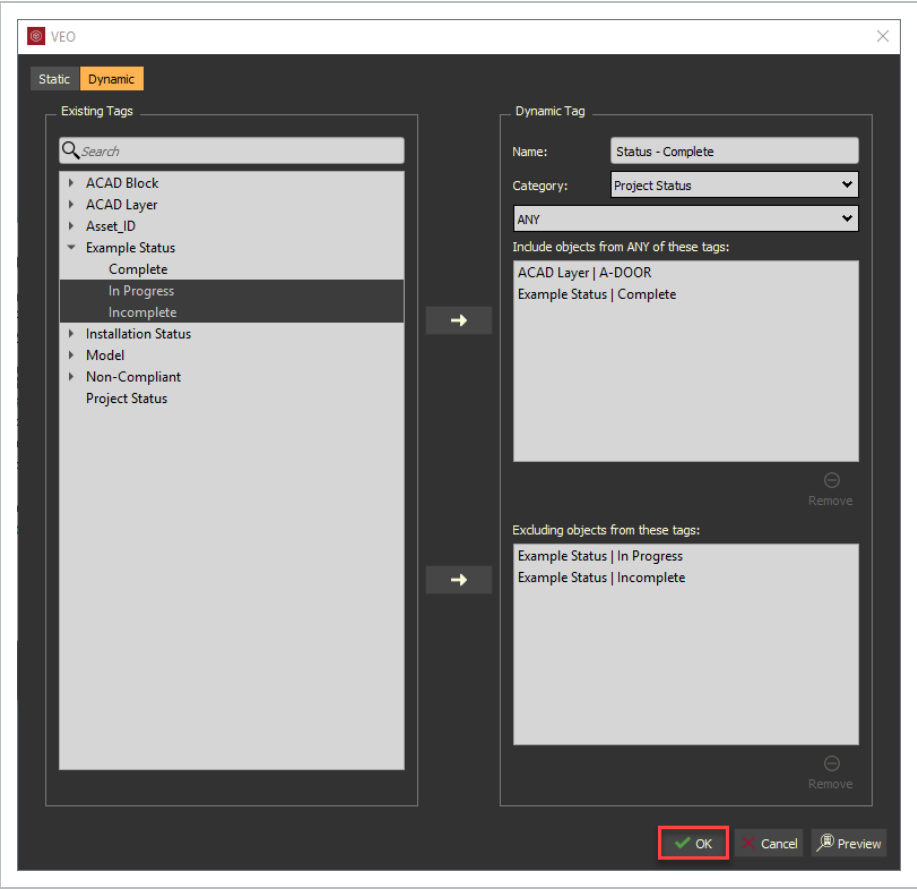 VEO
Static Dynamic
Existing Tags
Search
ACAD Block
ACAD Layer
Asset_ID
Example Status
Complete
In Progress
Incomplete
Installation Status
Model
Non-Compliant
Project Status
Dynamic Tag
Name: Status - Complete
Category: Project Status
ANY
Include objects from ANY of these tags:
ACAD Layer | A-DOOR
Example Status | Complete
Remove
Excluding objects from these tags:
Example Status | In Progress
Example Status | Incomplete
Remove
OK Cancel Preview